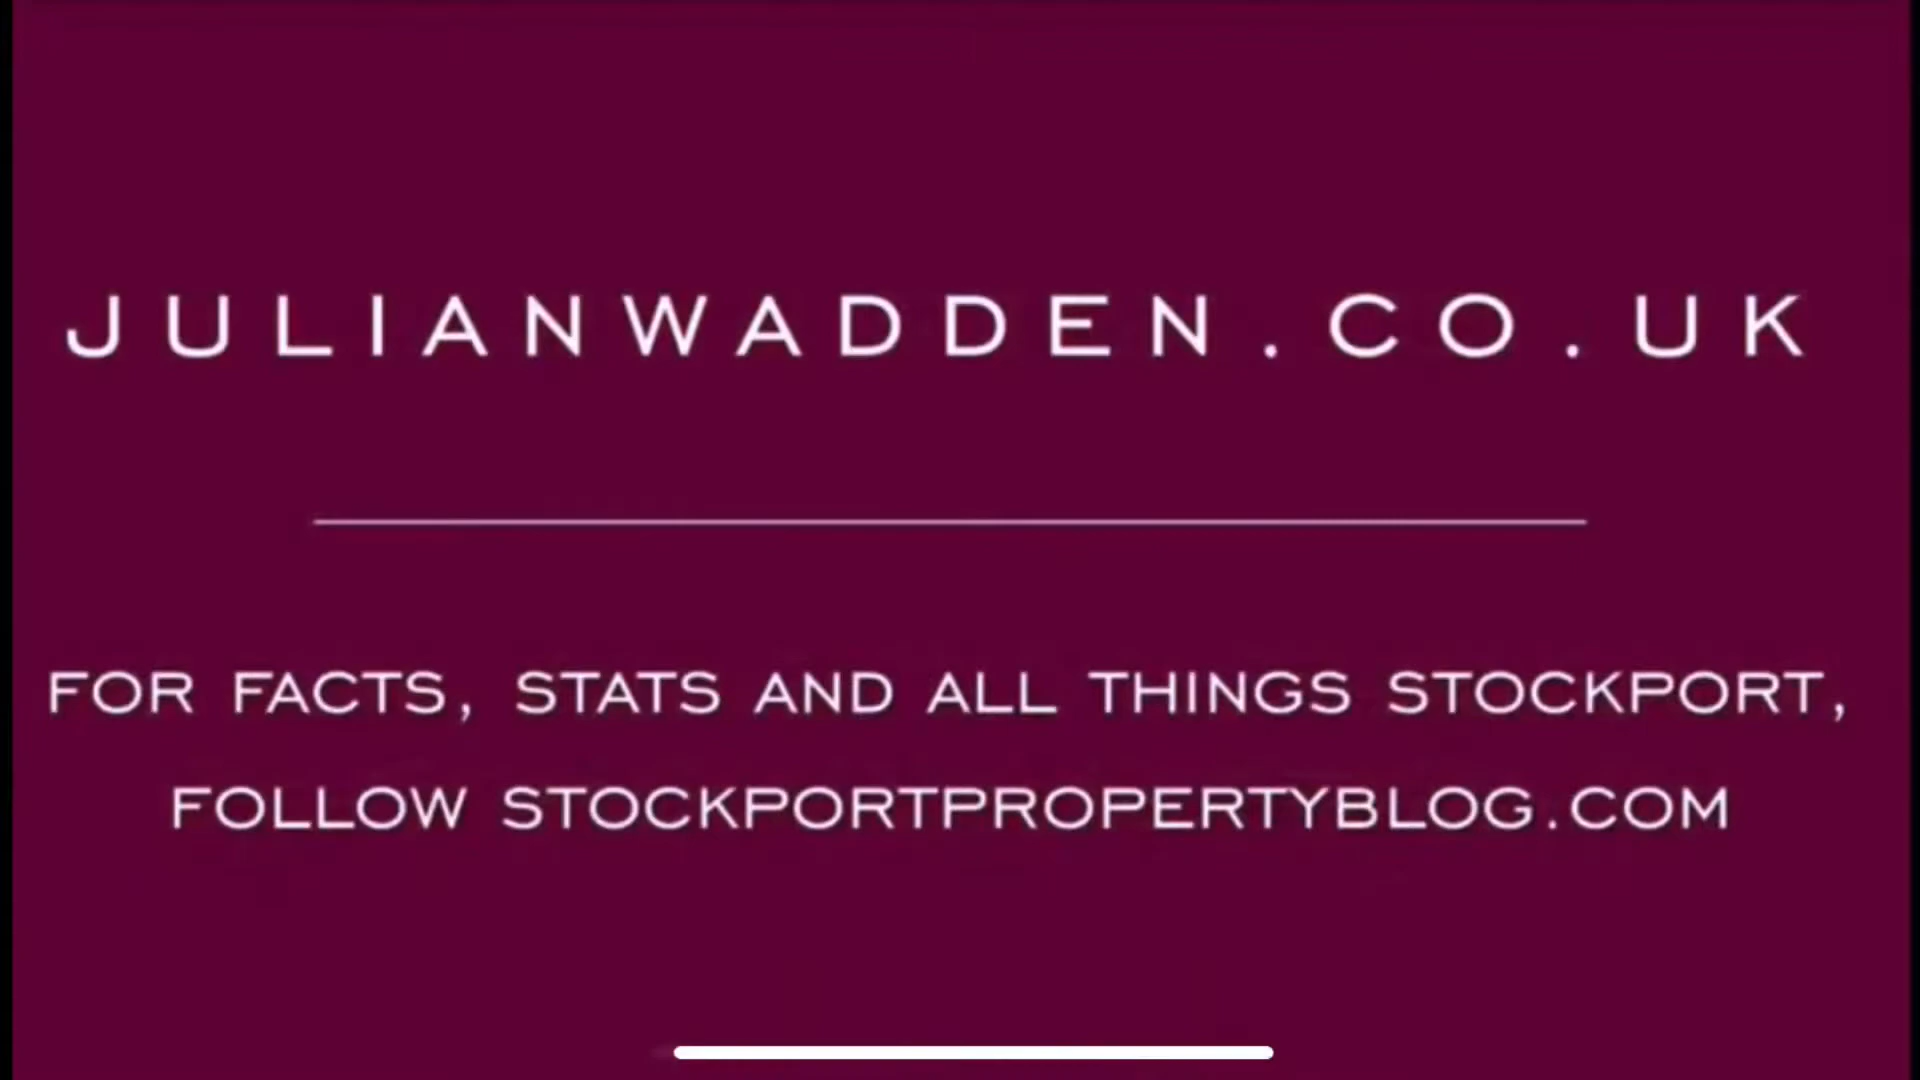 JULIANWADDEN.CO.UK
FOR FACTS, STATS AND ALL THINGS STOCKPORT,
FOLLOW STOCKPORTPROPERTYBLOG.COM